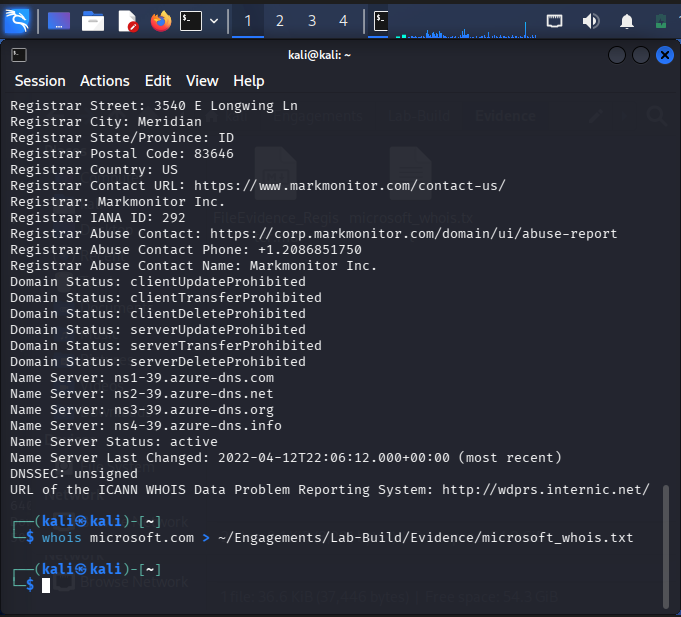 1 2 3 4
kali@kali: ~
Session Actions Edit View Help
Registrar Street: 3540 E Longwing Ln
Registrar City: Meridian
Registrar State/Province: ID
Registrar Postal Code: 83646
Registrar Country: US
Registrar Contact URL: https://www.markmonitor.com/contact-us/
Registrar: Markmonitor Inc.
Registrar IANA ID: 292
Registrar Abuse Contact: https://corp.markmonitor.com/domain/ui/abuse-report
Registrar Abuse Contact Phone: +1.2086851750
Registrar Abuse Contact Name: Markmonitor Inc.
Domain Status: clientUpdateProhibited
Domain Status: clientTransferProhibited
Domain Status: clientDeleteProhibited
Domain Status: serverUpdateProhibited
Domain Status: serverTransferProhibited
Domain Status: serverDeleteProhibited
Name Server: ns1-39.azure-dns.com
Name Server: ns2-39.azure-dns.net
Name Server: ns3-39.azure-dns.org
Name Server: ns4-39.azure-dns.info
Name Server Status: active
Name Server Last Changed: 2022-04-12T22:06:12.000+00:00 (most recent)
DNSSEC: unsigned
URL of the ICANN WHOIS Data Problem Reporting System: http://wdprs.internic.net/
┌──(kali㉿kali)-[~]
└─$ whois microsoft.com > ~/Engagements/Lab-Build/Evidence/microsoft_whois.txt
┌──(kali㉿kali)-[~]
└─$
Browse Network